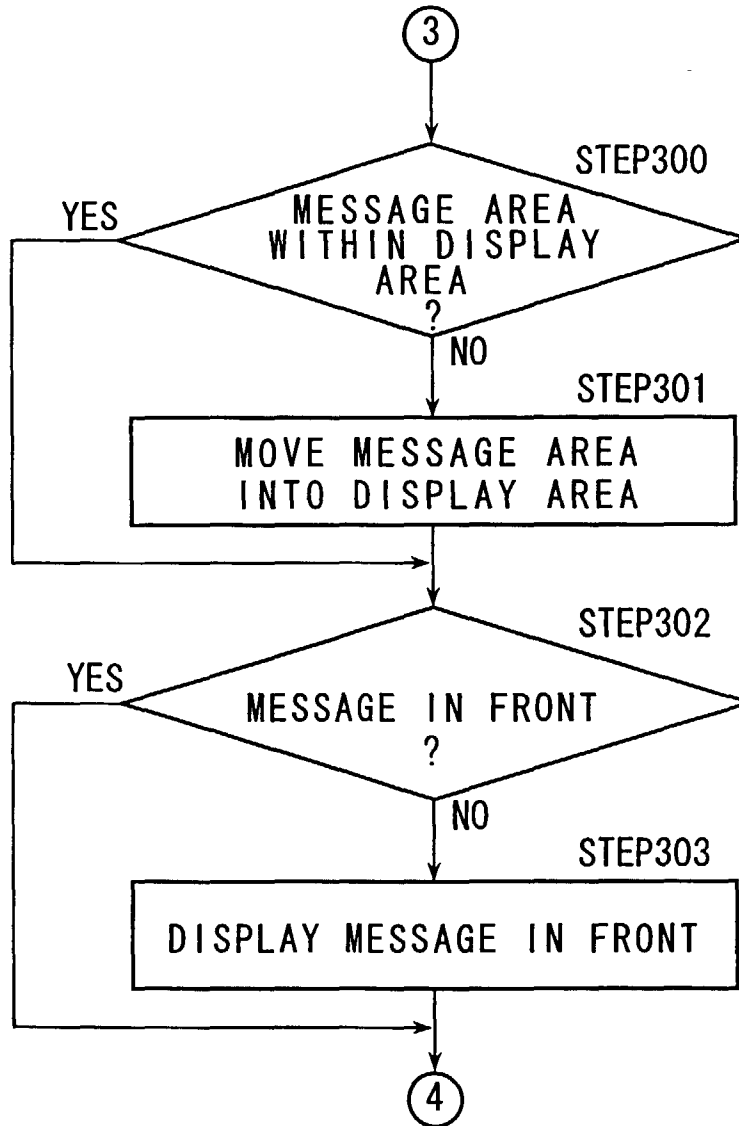 3
STEP300
YES
MESSAGE AREA
WITHIN DISPLAY
AREA
?
NO
STEP301
MOVE MESSAGE AREA
INTO DISPLAY AREA
STEP302
YES
MESSAGE IN FRONT
?
NO
STEP303
DISPLAY MESSAGE IN FRONT
4